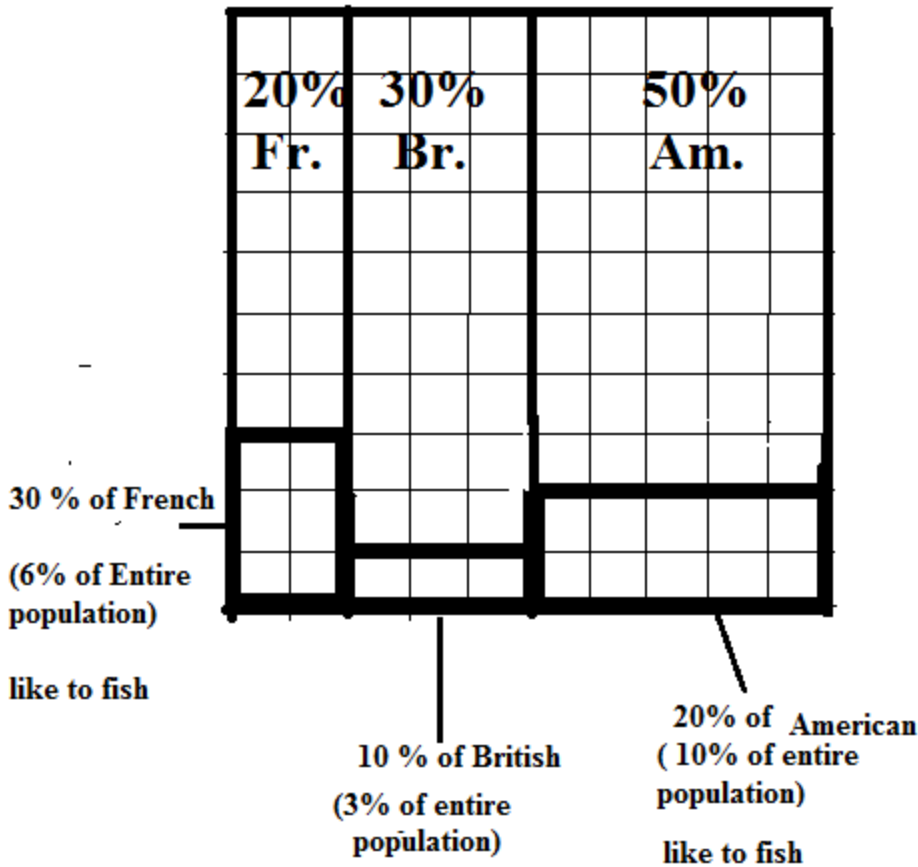 20%
Fr.
30%
Br.
50%
Am.
30 % of French
(6% of Entire
population)
like to fish
10 % of British
(3% of entire
population)
20% of American
( 10% of entire
population)
like to fish